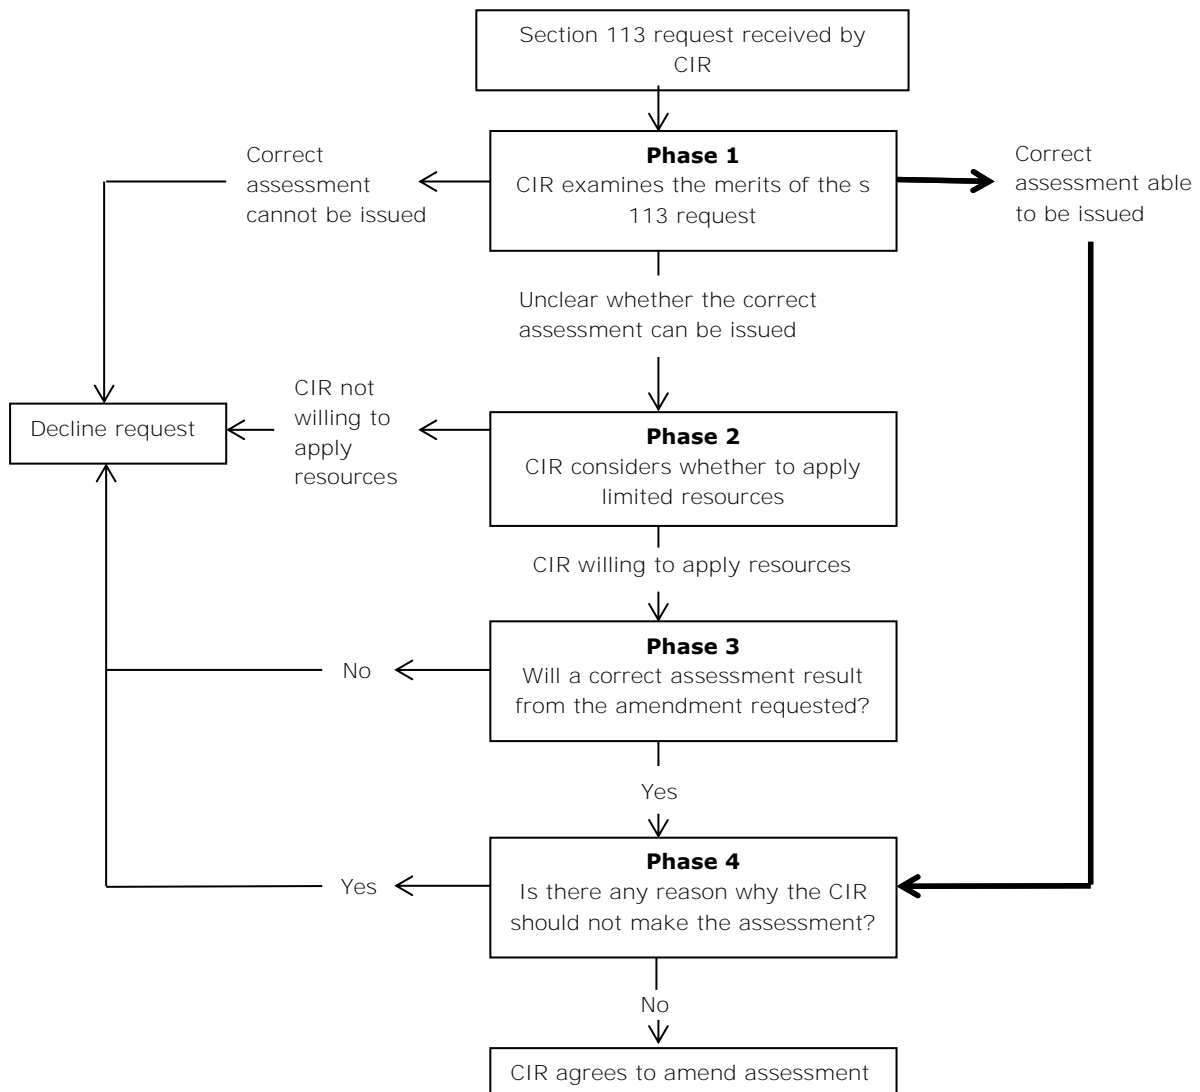 Section 113 request received by
CIR
Phase 1
CIR examines the merits of the s
113 request
Correct
assessment
cannot be issued
Correct
assessment able
to be issued
Unclear whether the correct
assessment can be issued
Decline request
CIR not
willing to
apply
resources
Phase 2
CIR considers whether to apply
limited resources
CIR willing to apply resources
Phase 3
Will a correct assessment result
from the amendment requested?
No
Yes
Phase 4
Is there any reason why the CIR
should not make the assessment?
Yes
No
CIR agrees to amend assessment